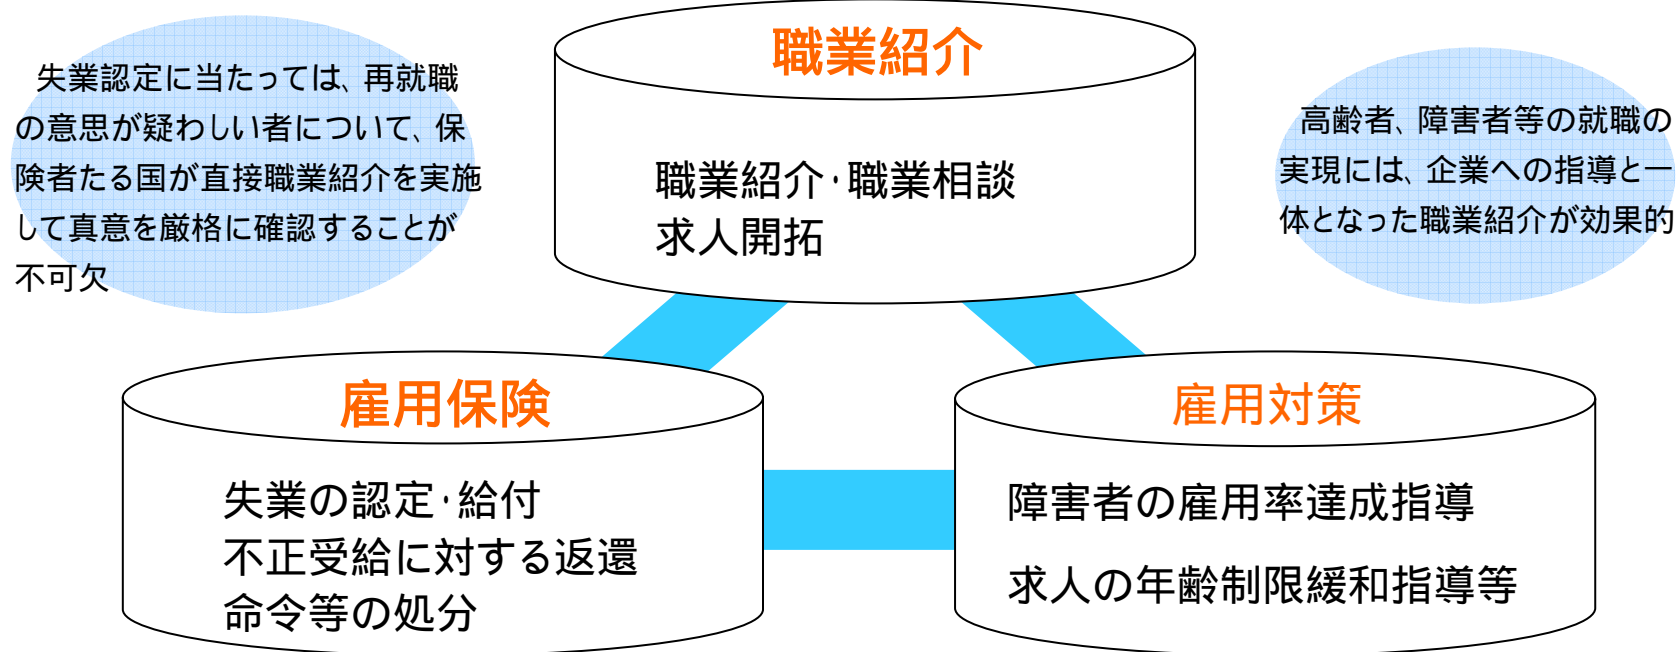 失業認定に当たっては、再就職
の意思が疑わしい者について、保
険者たる国が直接職業紹介を実施
して真意を厳格に確認することが
不可欠
職業紹介
職業紹介・職業相談
求人開拓
高齢者、障害者等の就職の
実現には、企業への指導と一
体となった職業紹介が効果的
雇用保険
失業の認定・給付
不正受給に対する返還
命令等の処分
雇用対策
障害者の雇用率達成指導
求人の年齢制限緩和指導等